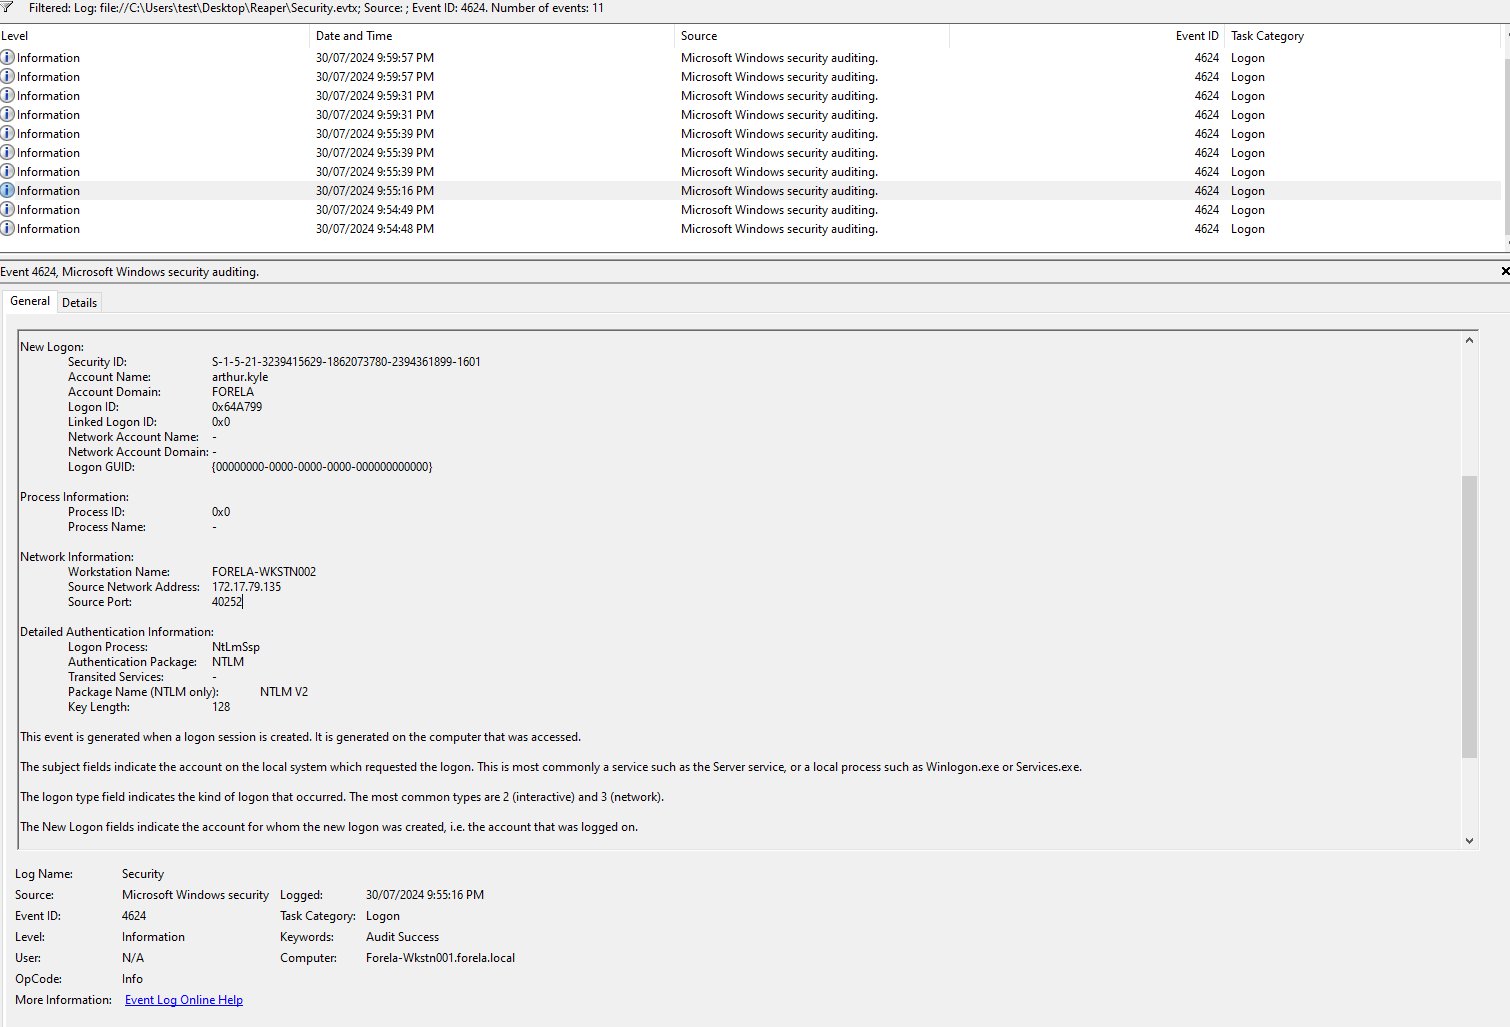 Filtered: Log: file://C:\Users\test\Desktop\Reaper\Security.evtx; Source: ; Event ID: 4624. Number of events: 11
Level Date and Time Source Event ID Task Category
Information 30/07/2024 9:59:57 PM Microsoft Windows security auditing. 4624 Logon
Information 30/07/2024 9:59:57 PM Microsoft Windows security auditing. 4624 Logon
Information 30/07/2024 9:59:31 PM Microsoft Windows security auditing. 4624 Logon
Information 30/07/2024 9:59:31 PM Microsoft Windows security auditing. 4624 Logon
Information 30/07/2024 9:55:39 PM Microsoft Windows security auditing. 4624 Logon
Information 30/07/2024 9:55:39 PM Microsoft Windows security auditing. 4624 Logon
Information 30/07/2024 9:55:39 PM Microsoft Windows security auditing. 4624 Logon
Information 30/07/2024 9:55:16 PM Microsoft Windows security auditing. 4624 Logon
Information 30/07/2024 9:54:49 PM Microsoft Windows security auditing. 4624 Logon
Information 30/07/2024 9:54:48 PM Microsoft Windows security auditing. 4624 Logon
Event 4624, Microsoft Windows security auditing.
General Details
New Logon:
Security ID: S-1-5-21-3239415629-1862073780-2394361899-1601
Account Name: arthur.kyle
Account Domain: FORELA
Logon ID: 0x64A799
Linked Logon ID: 0x0
Network Account Name: -
Network Account Domain: -
Logon GUID: {00000000-0000-0000-0000-000000000000}
Process Information:
Process ID: 0x0
Process Name: -
Network Information:
Workstation Name: FORELA-WKSTN002
Source Network Address: 172.17.79.135
Source Port: 40252
Detailed Authentication Information:
Logon Process: NtLmSsp
Authentication Package: NTLM
Transited Services: -
Package Name (NTLM only): NTLM V2
Key Length: 128
This event is generated when a logon session is created. It is generated on the computer that was accessed.
The subject fields indicate the account on the local system which requested the logon. This is most commonly a service such as the Server service, or a local process such as Winlogon.exe or Services.exe.
The logon type field indicates the kind of logon that occurred. The most common types are 2 (interactive) and 3 (network).
The New Logon fields indicate the account for whom the new logon was created, i.e. the account that was logged on.
Log Name: Security
Source: Microsoft Windows security Logged: 30/07/2024 9:55:16 PM
Event ID: 4624 Task Category: Logon
Level: Information Keywords: Audit Success
User: N/A Computer: Forela-Wkstn001.forela.local
OpCode: Info
More Information: Event Log Online Help